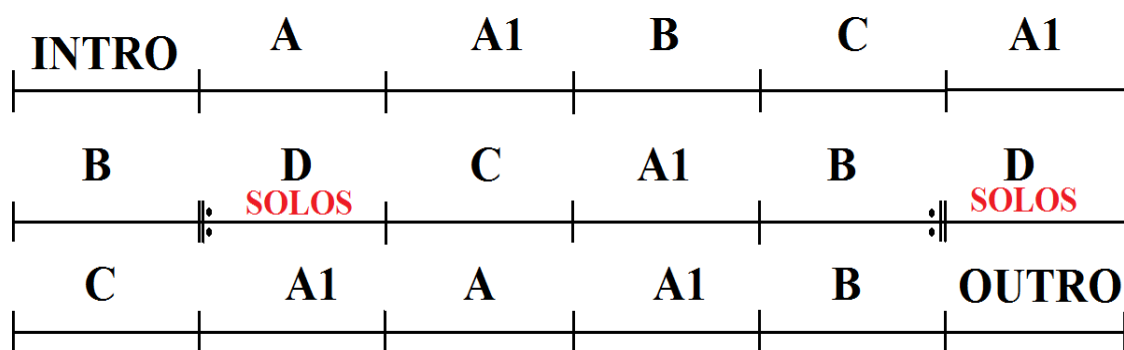 INTRO A A1 B C A1
B D C A1 B D
SOLOS SOLOS
C A1 A A1 B OUTRO